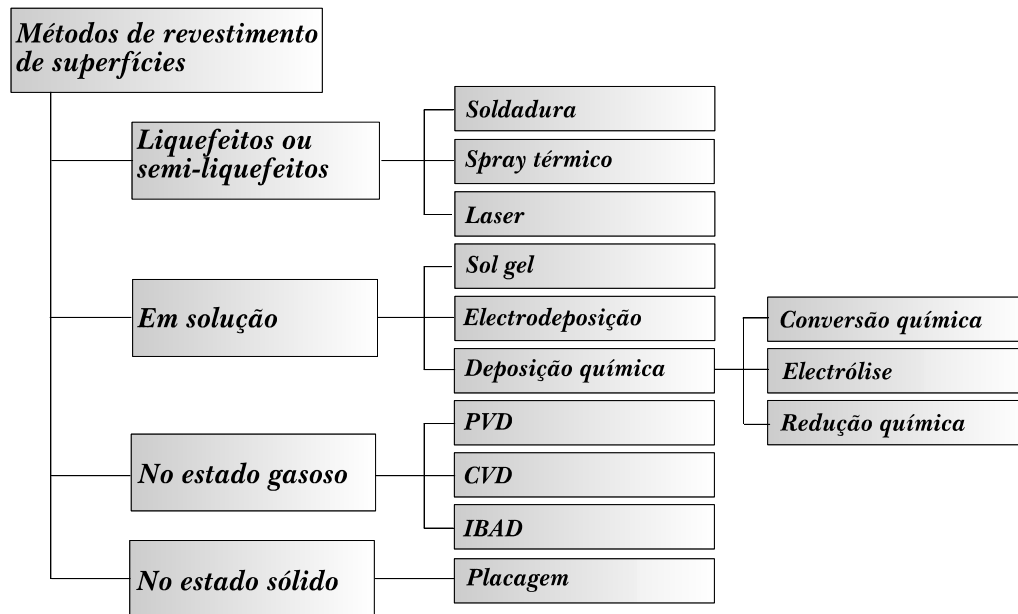 Métodos de revestimento
de superfícies
Liquefeitos ou
semi-liquefeitos
Soldadura
Spray térmico
Laser
Em solução
Sol gel
Electrodeposição
Deposição química
Conversão química
Electrólise
Redução química
No estado gasoso
PVD
CVD
IBAD
No estado sólido
Placagem